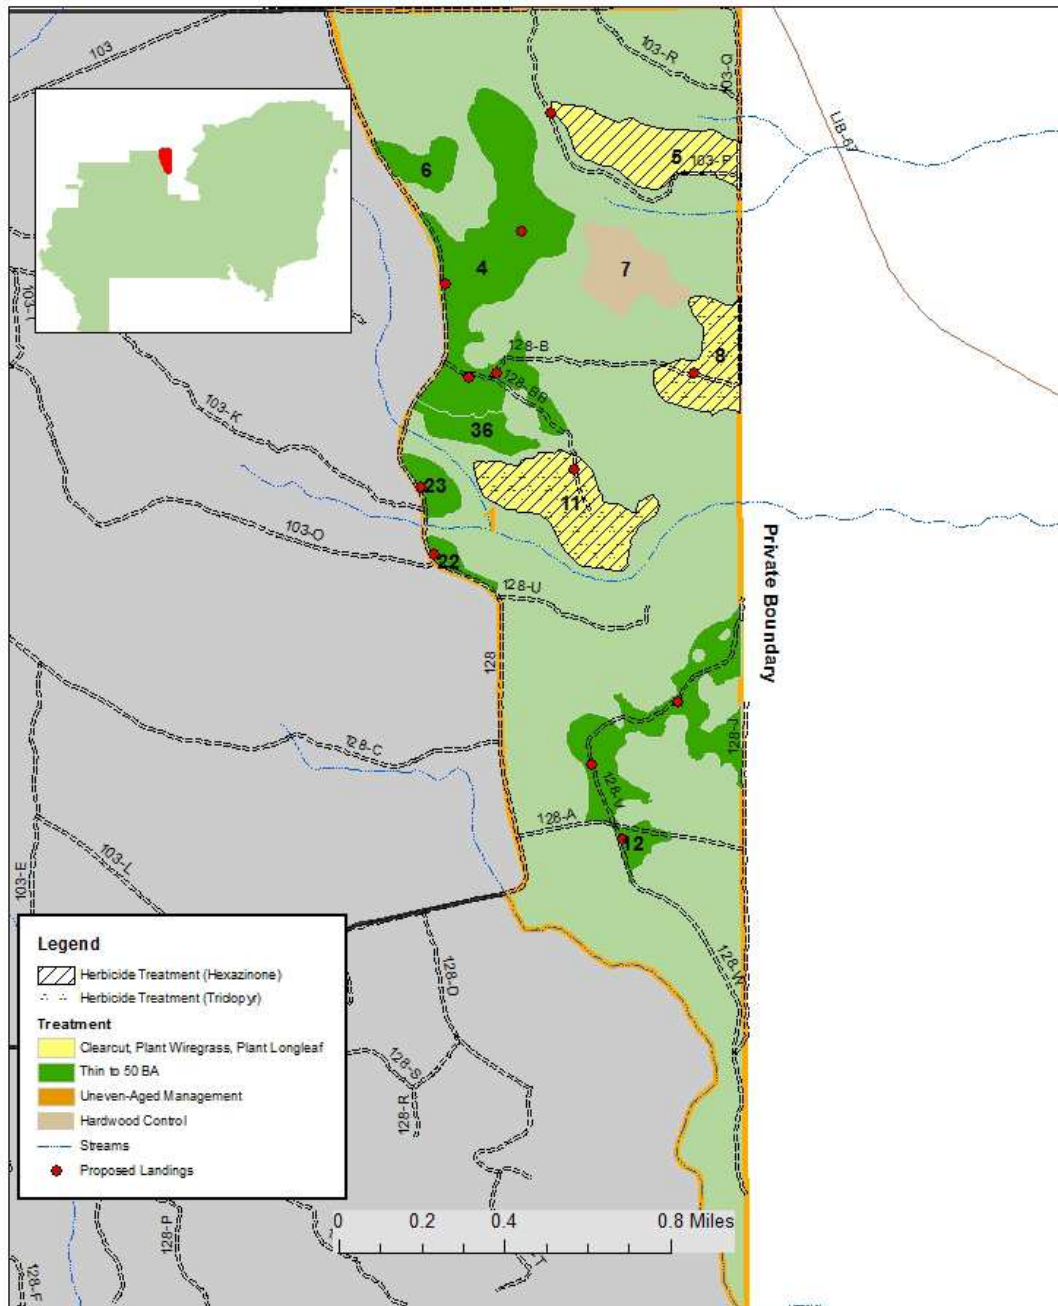 103
103-R
103-Q
LIB-67
5
103-P
6
4
7
128-B
8
128-BB
103-K
36
23
11
103-O
22
128-U
Private Boundary
128
128-C
128-J
128-V
128-A
12
103-L
103-E
128-W
128-D
128-S
128-R
128-P
128-F
Legend
Herbicide Treatment (Hexazinone)
Herbicide Treatment (Triclopyr)
Treatment
Clearcut, Plant Wiregrass, Plant Longleaf
Thin to 50 BA
Uneven-Aged Management
Hardwood Control
Streams
Proposed Landings
0 0.2 0.4 0.8 Miles